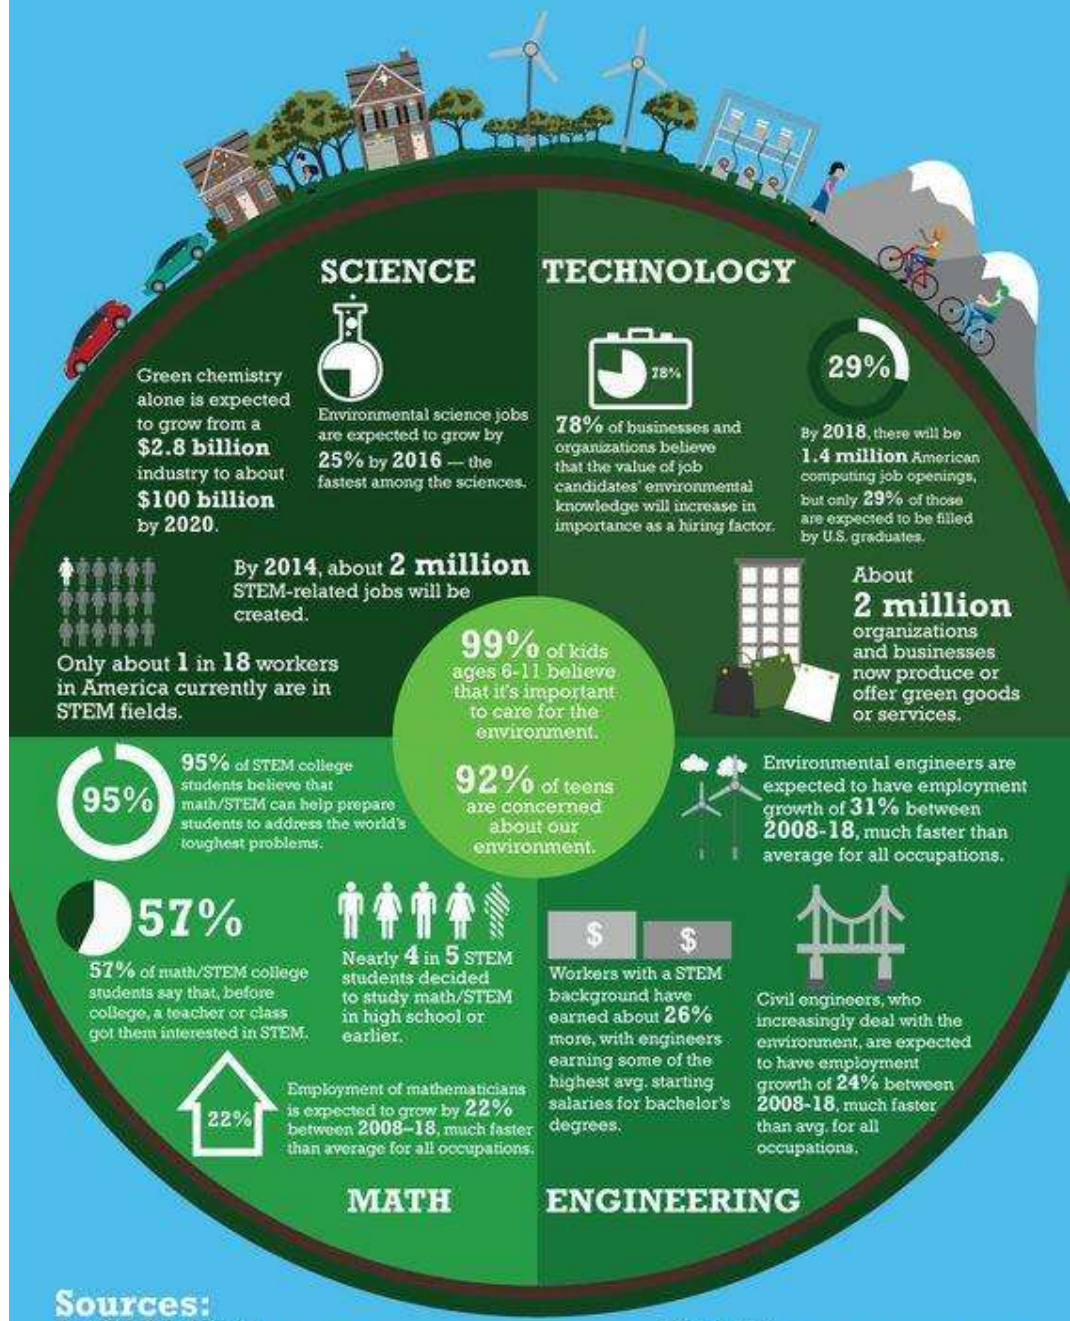 SCIENCE
Green chemistry
alone is expected
to grow from a
$2.8 billion
industry to about
$100 billion
by 2020.
Environmental science jobs
are expected to grow by
25% by 2016 — the
fastest among the sciences.
By 2014, about 2 million
STEM-related jobs will be
created.
Only about 1 in 18 workers
in America currently are in
STEM fields.
TECHNOLOGY
78%
78% of businesses and
organizations believe
that the value of job
candidates' environmental
knowledge will increase in
importance as a hiring factor.
29%
By 2018, there will be
1.4 million American
computing job openings,
but only 29% of those
are expected to be filled
by U.S. graduates.
About
2 million
organizations
and businesses
now produce or
offer green goods
or services.
99% of kids
ages 6-11 believe
that it's important
to care for the
environment.
92% of teens
are concerned
about our
environment.
95%
95% of STEM college
students believe that
math/STEM can help prepare
students to address the world's
toughest problems.
57%
57% of math/STEM college
students say that, before
college, a teacher or class
got them interested in STEM.
Nearly 4 in 5 STEM
students decided
to study math/STEM
in high school or
earlier.
22%
Employment of mathematicians
is expected to grow by 22%
between 2008–18, much faster
than average for all occupations.
MATH
Environmental engineers are
expected to have employment
growth of 31% between
2008-18, much faster than
average for all occupations.
$
$
Workers with a STEM
background have
earned about 26%
more, with engineers
earning some of the
highest avg. starting
salaries for bachelor's
degrees.
Civil engineers, who
increasingly deal with the
environment, are expected
to have employment
growth of 24% between
2008-18, much faster
than avg. for all
occupations.
ENGINEERING
Sources: